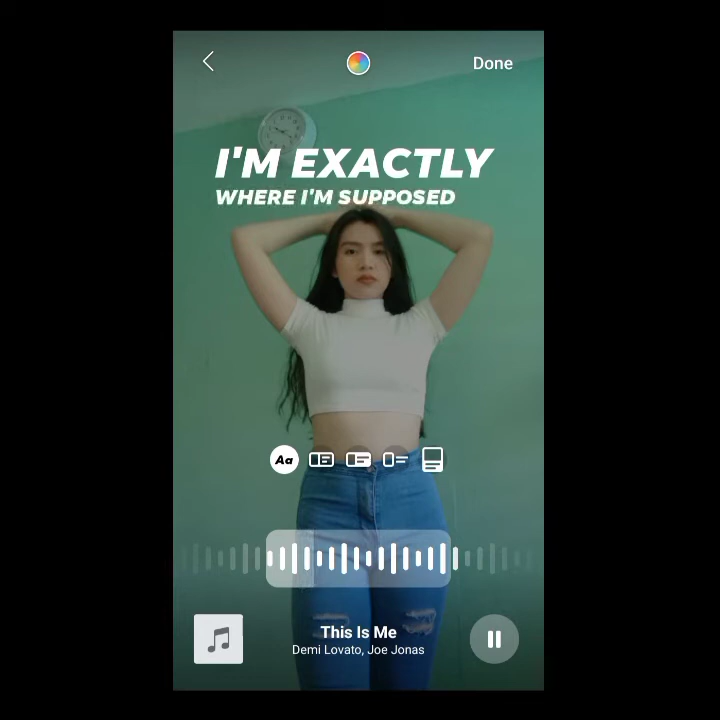 Done
I'M EXACTLY
WHERE I'M SUPPOSED
Aa
This Is Me
Demi Lovato, Joe Jonas